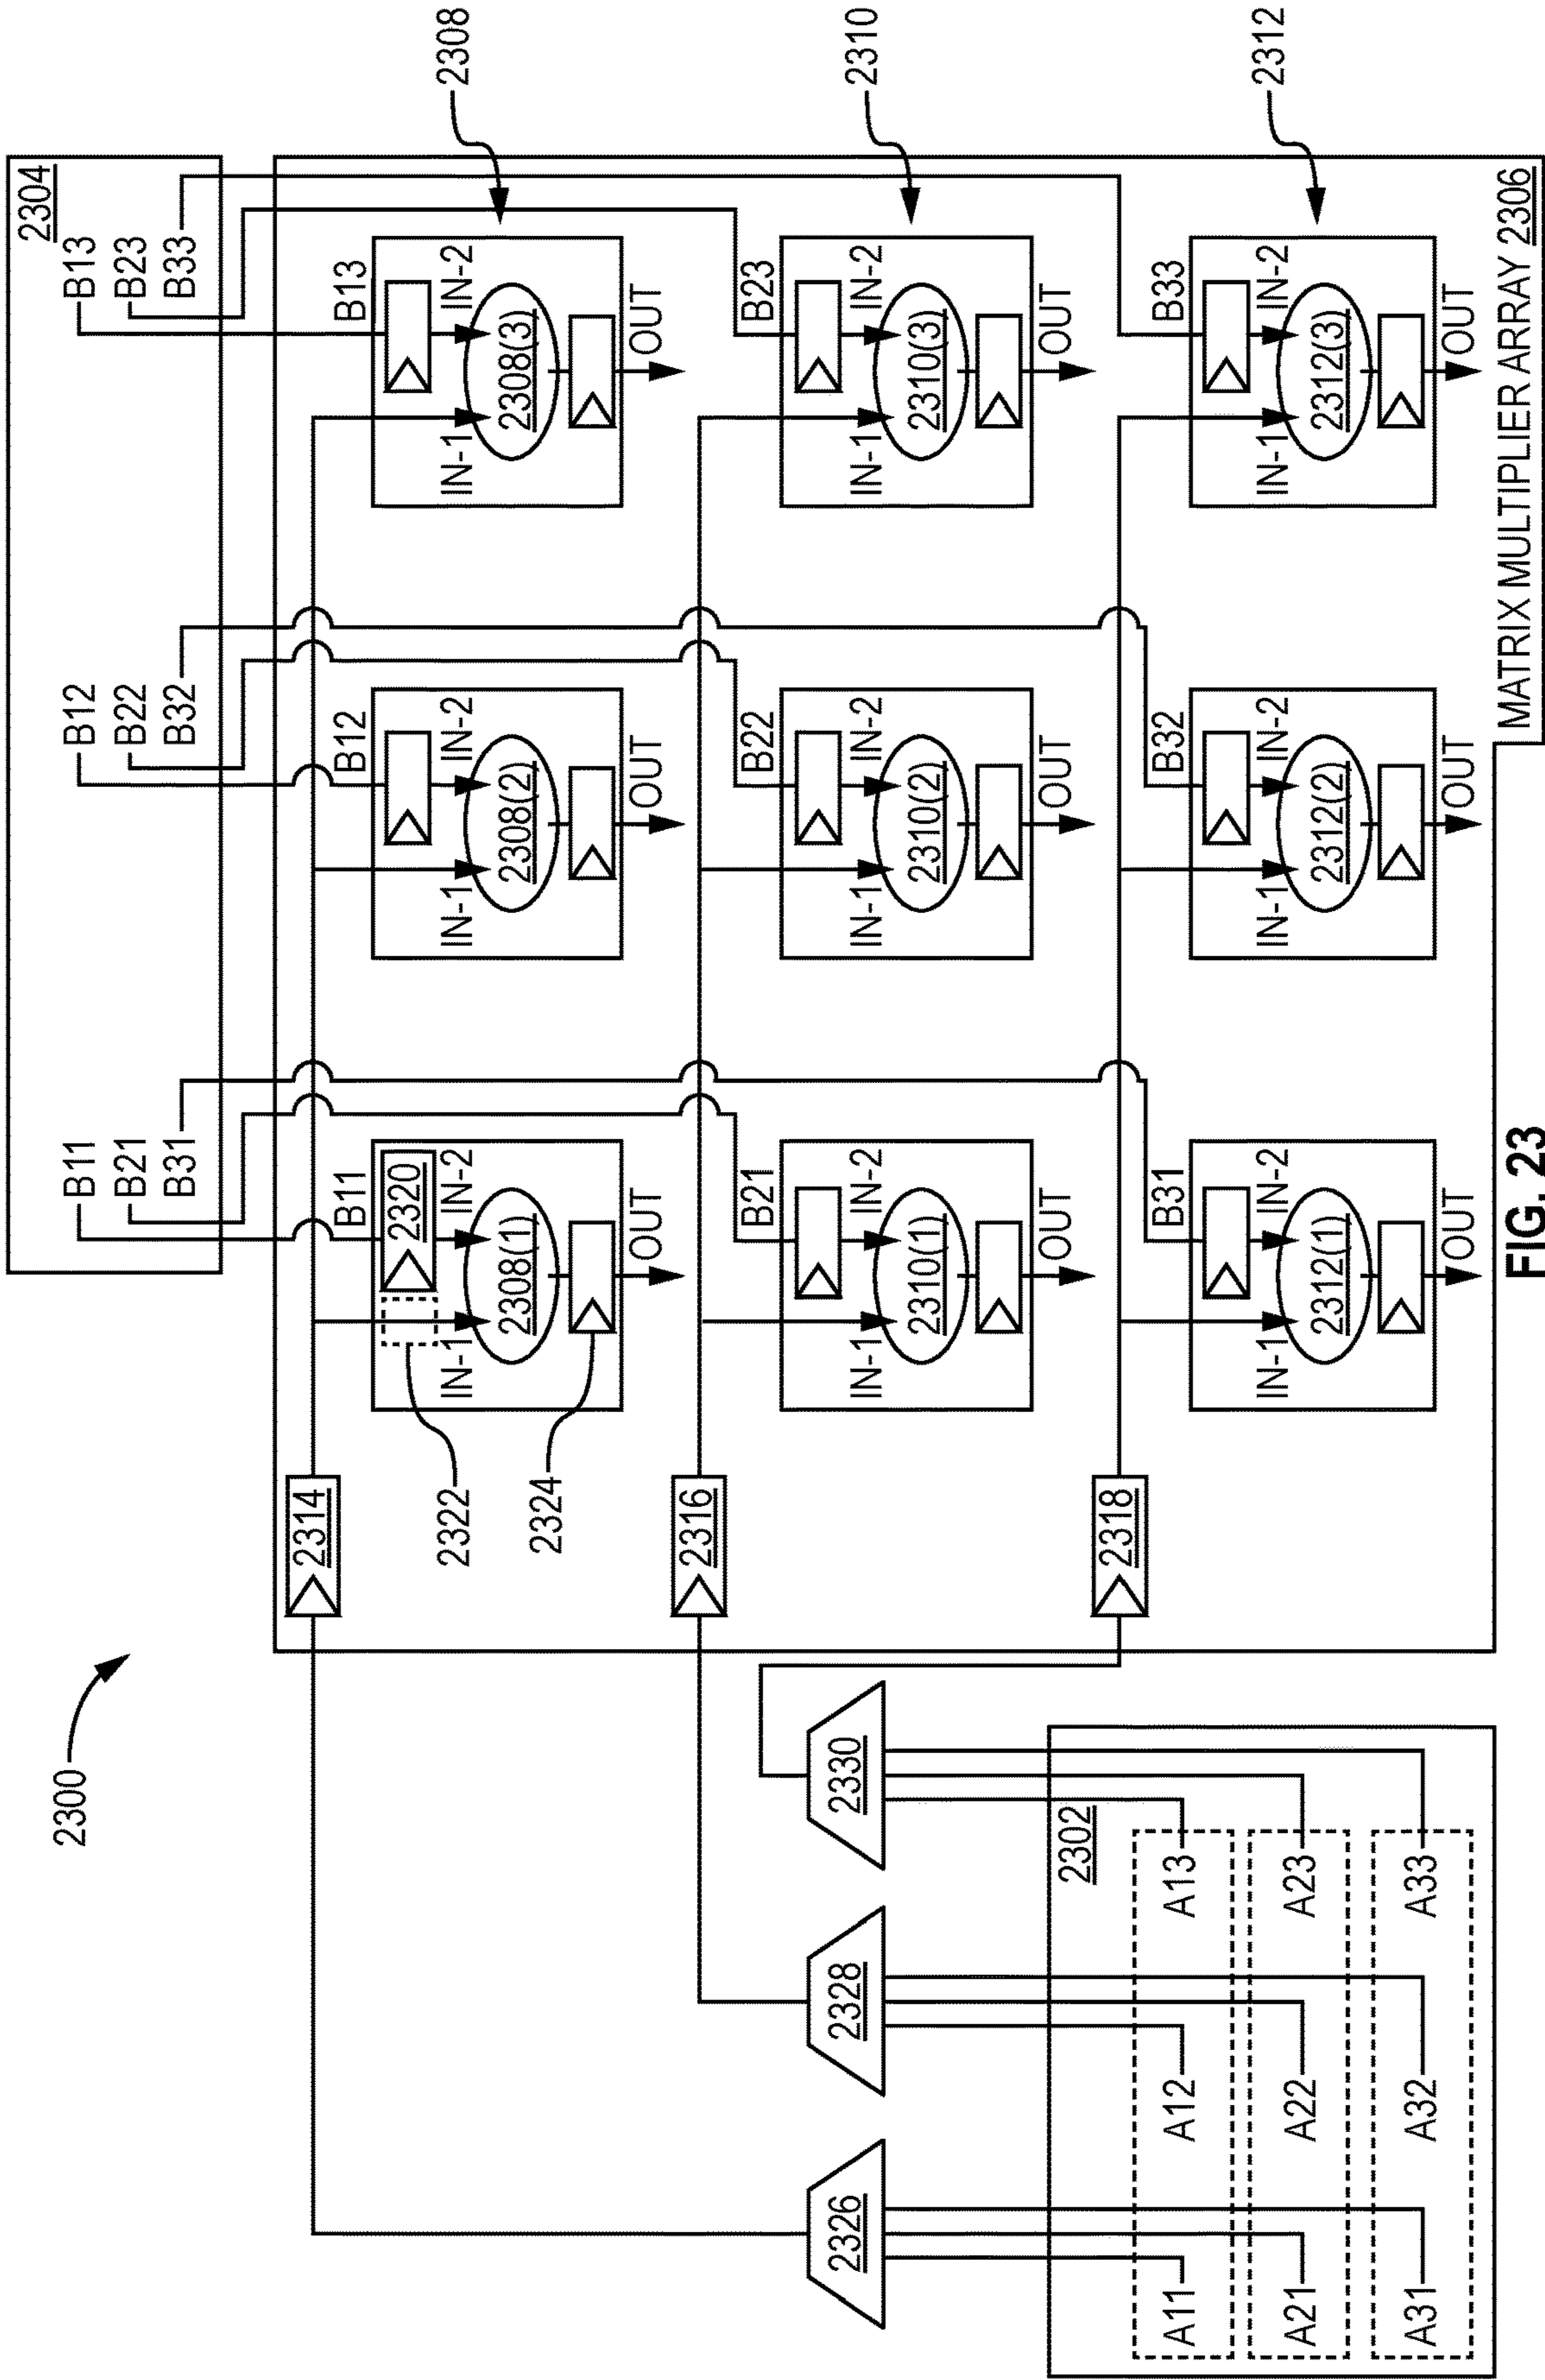 2300
2304
B11
B21
B31
B12
B22
B32
B13
B23
B33
2314
B11
2320
IN-1
IN-2
2308(1)
OUT
2322
2324
B12
IN-1
IN-2
2308(2)
OUT
B13
IN-1
IN-2
2308(3)
OUT
2308
2316
B21
IN-1
IN-2
2310(1)
OUT
B22
IN-1
IN-2
2310(2)
OUT
B23
IN-1
IN-2
2310(3)
OUT
2310
2318
B31
IN-1
IN-2
2312(1)
OUT
B32
IN-1
IN-2
2312(2)
OUT
B33
IN-1
IN-2
2312(3)
OUT
2312
MATRIX MULTIPLIER ARRAY 2306
2326
2328
2330
2302
A11 A12 A13
A21 A22 A23
A31 A32 A33
FIG. 23